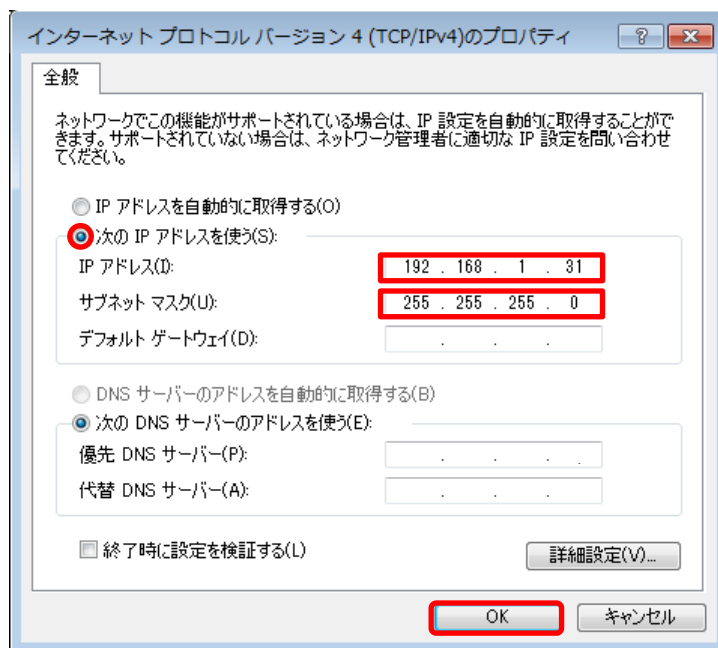 インターネット プロトコル バージョン 4 (TCP/IPv4)のプロパティ
全般
ネットワークでこの機能がサポートされている場合は、IP 設定を自動的に取得することがで
きます。サポートされていない場合は、ネットワーク管理者に適切な IP 設定を問い合わせ
てください。
IP アドレスを自動的に取得する(O)
次の IP アドレスを使う(S):
IP アドレス(I): 192 . 168 . 1 . 31
サブネット マスク(U): 255 . 255 . 255 . 0
デフォルト ゲートウェイ(D): . . .
DNS サーバーのアドレスを自動的に取得する(B)
次の DNS サーバーのアドレスを使う(E):
優先 DNS サーバー(P): . . .
代替 DNS サーバー(A): . . .
終了時に設定を検証する(L)
詳細設定(V)...
OK キャンセル